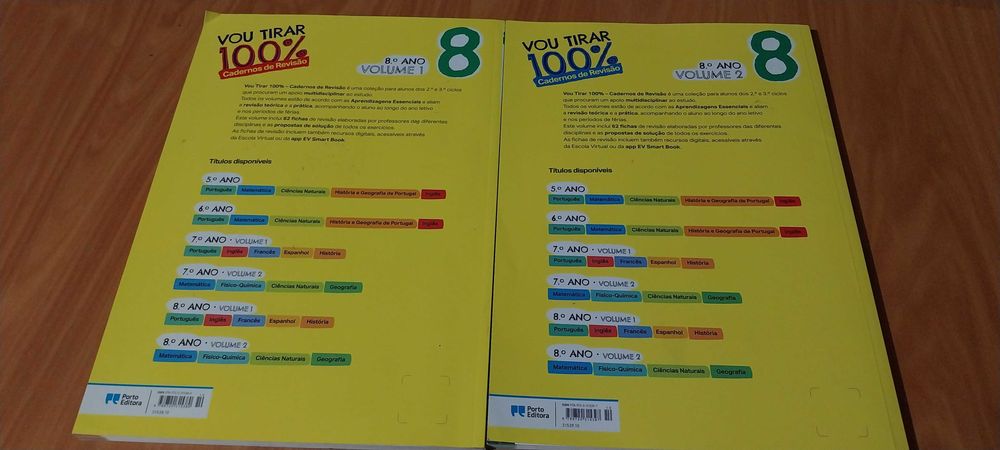 VOU TIRAR
100%
Cadernos de Revisão
8.º ANO
VOLUME 1
8
Vou Tirar 100% – Cadernos de Revisão é uma coleção para alunos dos 2.º e 3.º ciclos
que procuram um apoio multidisciplinar ao estudo.
Todos os volumes estão de acordo com as Aprendizagens Essenciais e aliam
a revisão teórica e a prática, acompanhando o aluno ao longo do ano letivo
e nos períodos de férias.
Este volume inclui 62 fichas de revisão elaboradas por professores das diferentes
disciplinas e as propostas de solução de todos os exercícios.
As fichas de revisão incluem também recursos digitais, acessíveis através
da Escola Virtual ou da app EV Smart Book.
Títulos disponíveis
5.º ANO
Português Matemática Ciências Naturais História e Geografia de Portugal Inglês
6.º ANO
Português Matemática Ciências Naturais História e Geografia de Portugal Inglês
7.º ANO · VOLUME 1
Português Inglês Francês Espanhol História
7.º ANO · VOLUME 2
Matemática Físico-Química Ciências Naturais Geografia
8.º ANO · VOLUME 1
Português Inglês Francês Espanhol História
8.º ANO · VOLUME 2
Matemática Físico-Química Ciências Naturais Geografia
Porto
Editora
VOU TIRAR
100%
Cadernos de Revisão
8.º ANO
VOLUME 2
8
Vou Tirar 100% – Cadernos de Revisão é uma coleção para alunos dos 2.º e 3.º ciclos
que procuram um apoio multidisciplinar ao estudo.
Todos os volumes estão de acordo com as Aprendizagens Essenciais e aliam
a revisão teórica e a prática, acompanhando o aluno ao longo do ano letivo
e nos períodos de férias.
Este volume inclui 62 fichas de revisão elaboradas por professores das diferentes
disciplinas e as propostas de solução de todos os exercícios.
As fichas de revisão incluem também recursos digitais, acessíveis através
da Escola Virtual ou da app EV Smart Book.
Títulos disponíveis
5.º ANO
Português Matemática Ciências Naturais História e Geografia de Portugal Inglês
6.º ANO
Português Matemática Ciências Naturais História e Geografia de Portugal Inglês
7.º ANO · VOLUME 1
Português Inglês Francês Espanhol História
7.º ANO · VOLUME 2
Matemática Físico-Química Ciências Naturais Geografia
8.º ANO · VOLUME 1
Português Inglês Francês Espanhol História
8.º ANO · VOLUME 2
Matemática Físico-Química Ciências Naturais Geografia
Porto
Editora